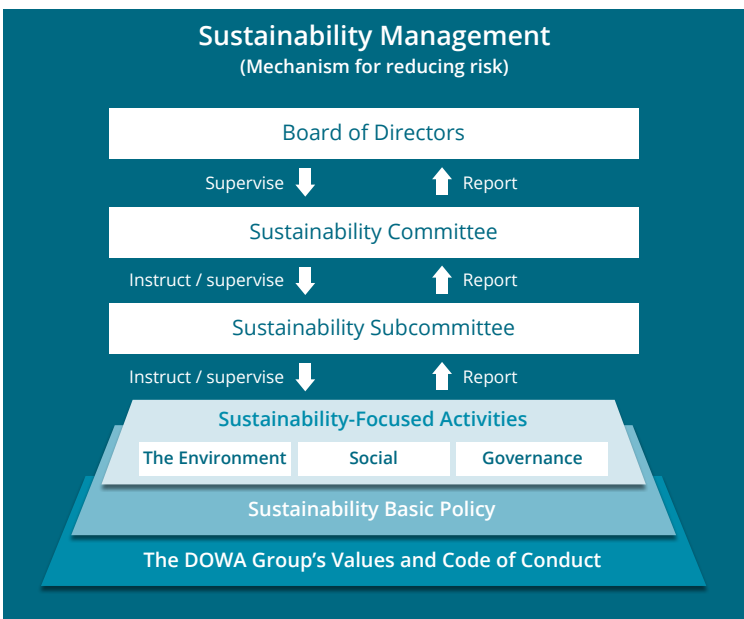 Sustainability Management
(Mechanism for reducing risk)
Board of Directors
Supervise
Report
Sustainability Committee
Instruct / supervise
Report
Sustainability Subcommittee
Instruct / supervise
Report
Sustainability-Focused Activities
The Environment
Social
Governance
Sustainability Basic Policy
The DOWA Group's Values and Code of Conduct